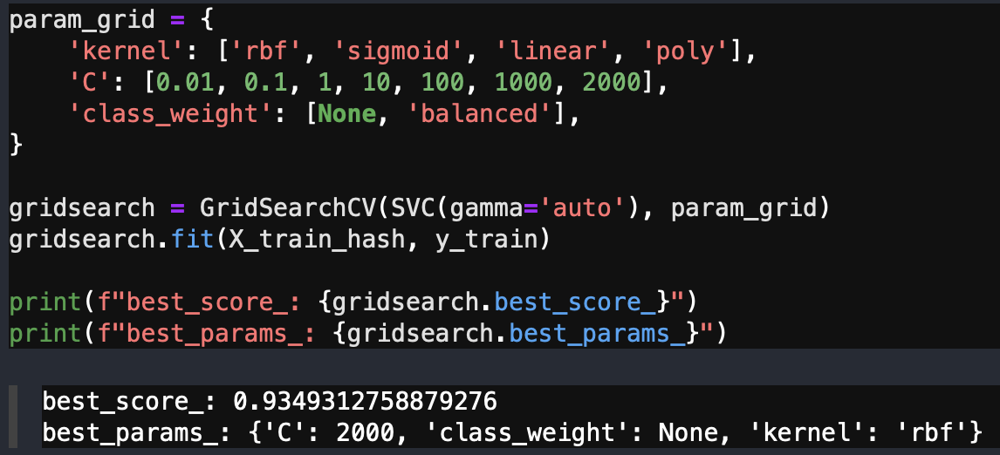 param_grid = {
    'kernel': ['rbf', 'sigmoid', 'linear', 'poly'],
    'C': [0.01, 0.1, 1, 10, 100, 1000, 2000],
    'class_weight': [None, 'balanced'],
}
gridsearch = GridSearchCV(SVC(gamma='auto'), param_grid)
gridsearch.fit(X_train_hash, y_train)
print(f"best_score_: {gridsearch.best_score_}")
print(f"best_params_: {gridsearch.best_params_}")
best_score_: 0.9349312758879276
best_params_: {'C': 2000, 'class_weight': None, 'kernel': 'rbf'}